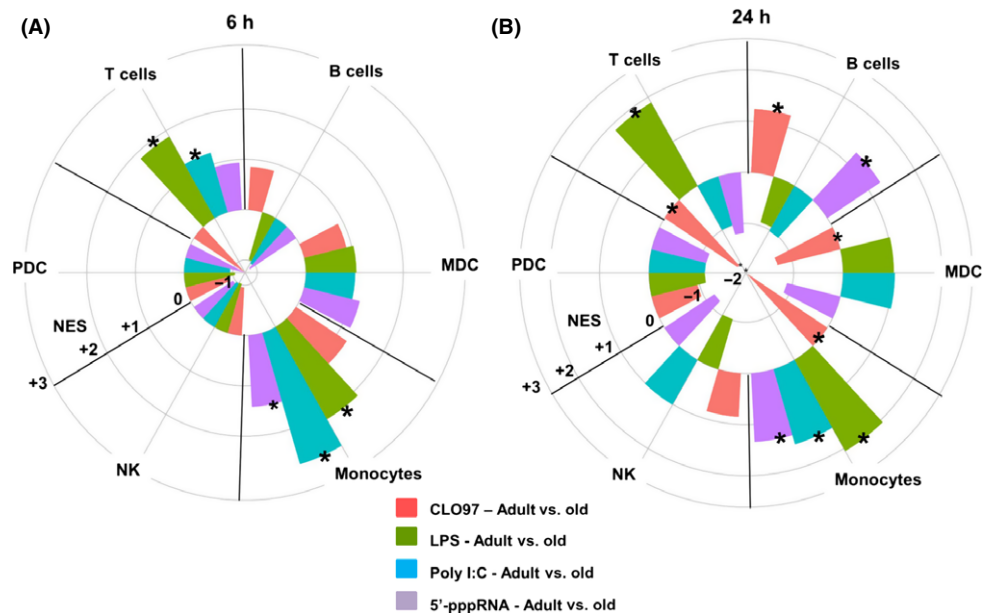 (A)
6 h
T cells
B cells
*
*
PDC
MDC
−1
0
NES
+1
+2
+3
*
*
*
NK
Monocytes
(B)
24 h
T cells
B cells
*
*
*
*
*
PDC
MDC
−2
−1
0
NES
+1
+2
+3
*
*
*
*
NK
Monocytes
CLO97 – Adult vs. old
LPS - Adult vs. old
Poly I:C - Adult vs. old
5'-pppRNA - Adult vs. old